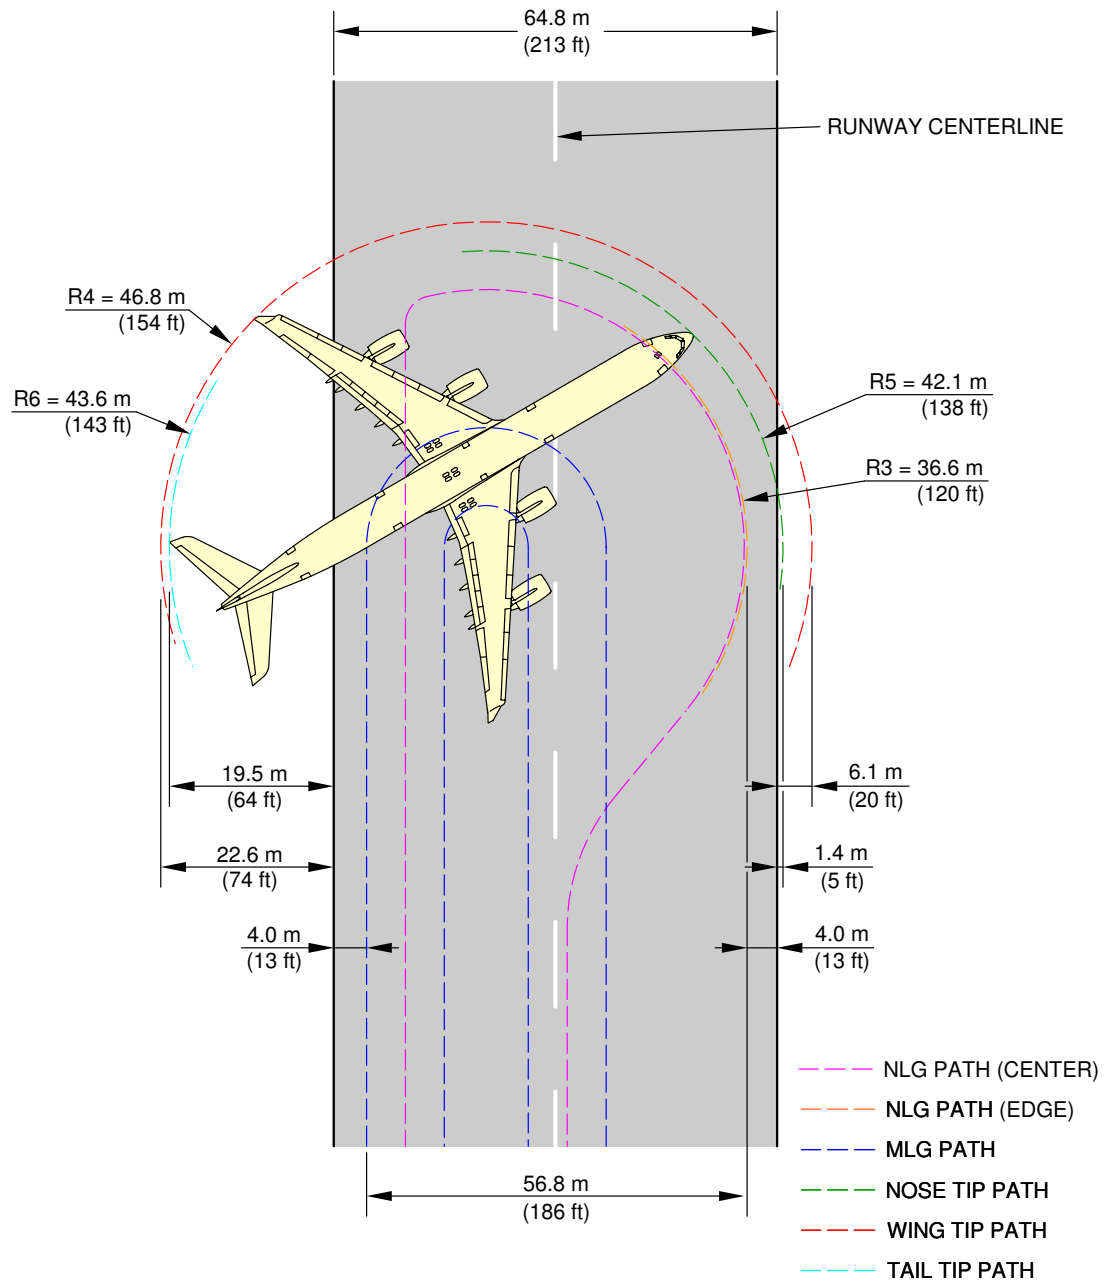 64.8 m
(213 ft)
RUNWAY CENTERLINE
R4 = 46.8 m
(154 ft)
R6 = 43.6 m
(143 ft)
R5 = 42.1 m
(138 ft)
R3 = 36.6 m
(120 ft)
19.5 m
(64 ft)
6.1 m
(20 ft)
22.6 m
(74 ft)
1.4 m
(5 ft)
4.0 m
(13 ft)
4.0 m
(13 ft)
56.8 m
(186 ft)
NLG PATH (CENTER)
NLG PATH (EDGE)
MLG PATH
NOSE TIP PATH
WING TIP PATH
TAIL TIP PATH